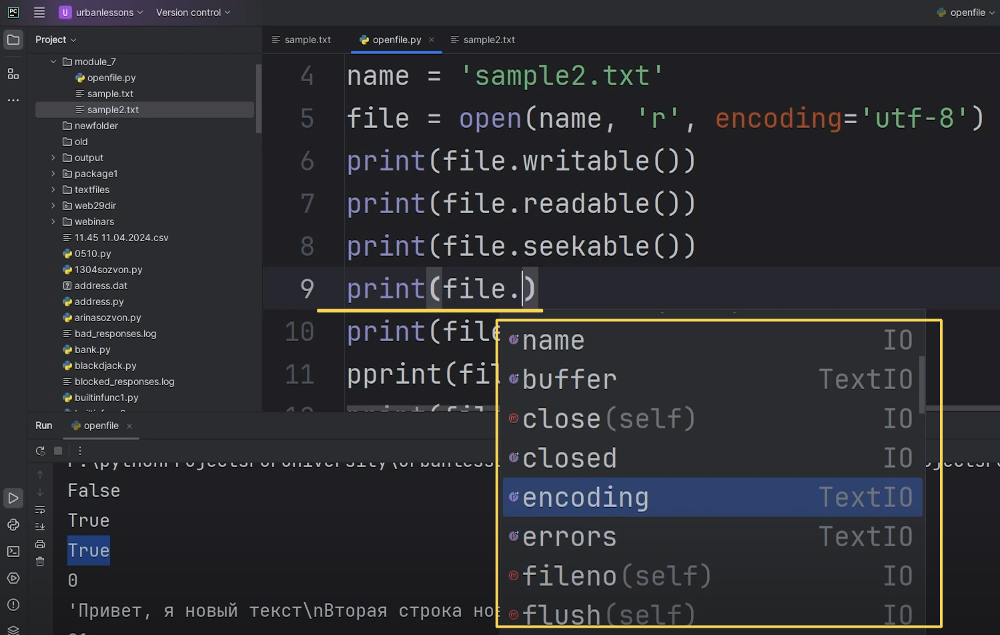 PC
U urbanlessons
Version control
openfile
Project
sample.txt
openfile.py
sample2.txt
module_7
openfile.py
sample.txt
sample2.txt
newfolder
old
output
package1
textfiles
web29dir
webinars
11.45 11.04.2024.csv
0510.py
1304sozvon.py
address.dat
address.py
arinasozvon.py
bad_responses.log
bank.py
blackdjack.py
blocked_responses.log
builtinfunc1.py
4 name = 'sample2.txt'
5 file = open(name, 'r', encoding='utf-8')
6 print(file.writable())
7 print(file.readable())
8 print(file.seekable())
9 print(file.)
10 print(file
11 pprint(fil
name IO
buffer TextIO
close(self) IO
closed IO
encoding TextIO
errors TextIO
fileno(self) IO
flush(self) IO
Run
openfile
False
True
True
0
'Привет, я новый текст\nВторая строка но